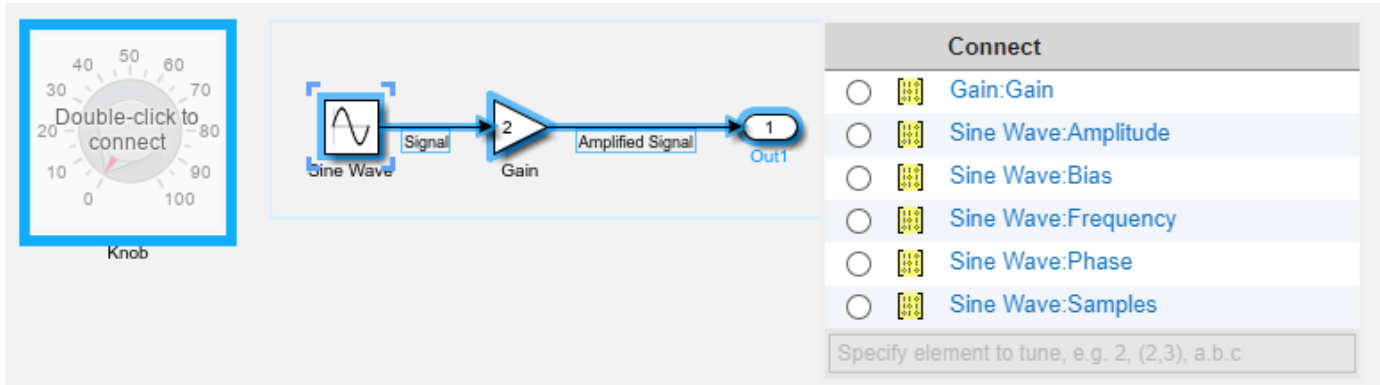 50
40 60
30 70
Double-click to
20 80
connect
10 90
0 100
Knob
Signal
2
Amplified Signal
1
Sine Wave
Gain
Out1
Connect
Gain:Gain
Sine Wave:Amplitude
Sine Wave:Bias
Sine Wave:Frequency
Sine Wave:Phase
Sine Wave:Samples
Specify element to tune, e.g. 2, (2,3), a.b.c